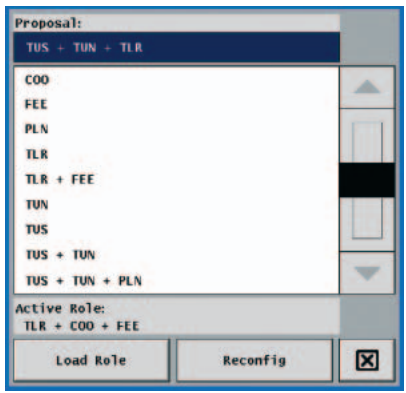 Proposal:
TUS + TUN + TLR
COO
FEE
PLN
TLR
TLR + FEE
TUN
TUS
TUS + TUN
TUS + TUN + PLN
Active Role:
TLR + COO + FEE
Load Role
Reconfig